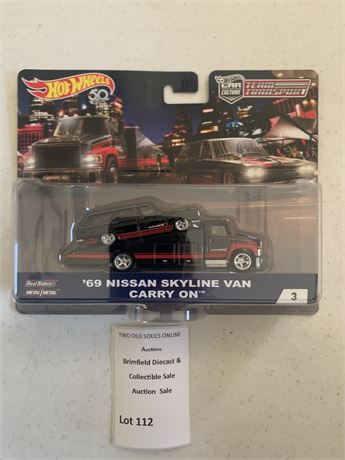 HOT WHEELS
50
CAR CULTURE
TEAM TRANSPORT
Real Riders
METAL/METAL
'69 NISSAN SKYLINE VAN
CARRY ON™
3
TWO OLD SOULS ONLINE
Auctions
Brimfield Diecast &
Collectible Sale
Auction Sale
Lot 112